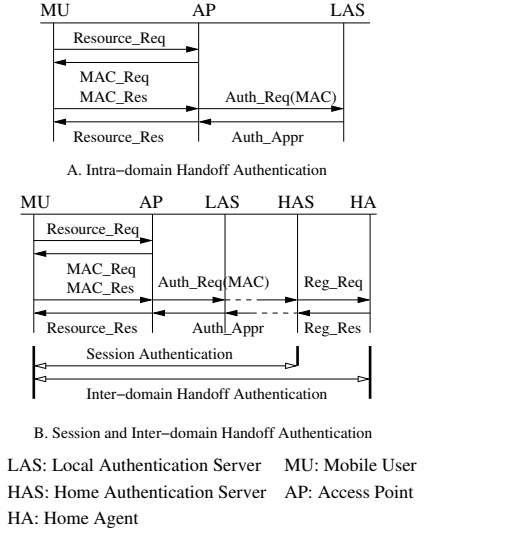 MU AP LAS
Resource_Req
MAC_Req
MAC_Res Auth_Req(MAC)
Resource_Res Auth_Appr
A. Intra−domain Handoff Authentication
MU AP LAS HAS HA
Resource_Req
MAC_Req
MAC_Res Auth_Req(MAC) Reg_Req
Resource_Res Auth_Appr Reg_Res
Session Authentication
Inter−domain Handoff Authentication
B. Session and Inter−domain Handoff Authentication
LAS: Local Authentication Server MU: Mobile User
HAS: Home Authentication Server AP: Access Point
HA: Home Agent